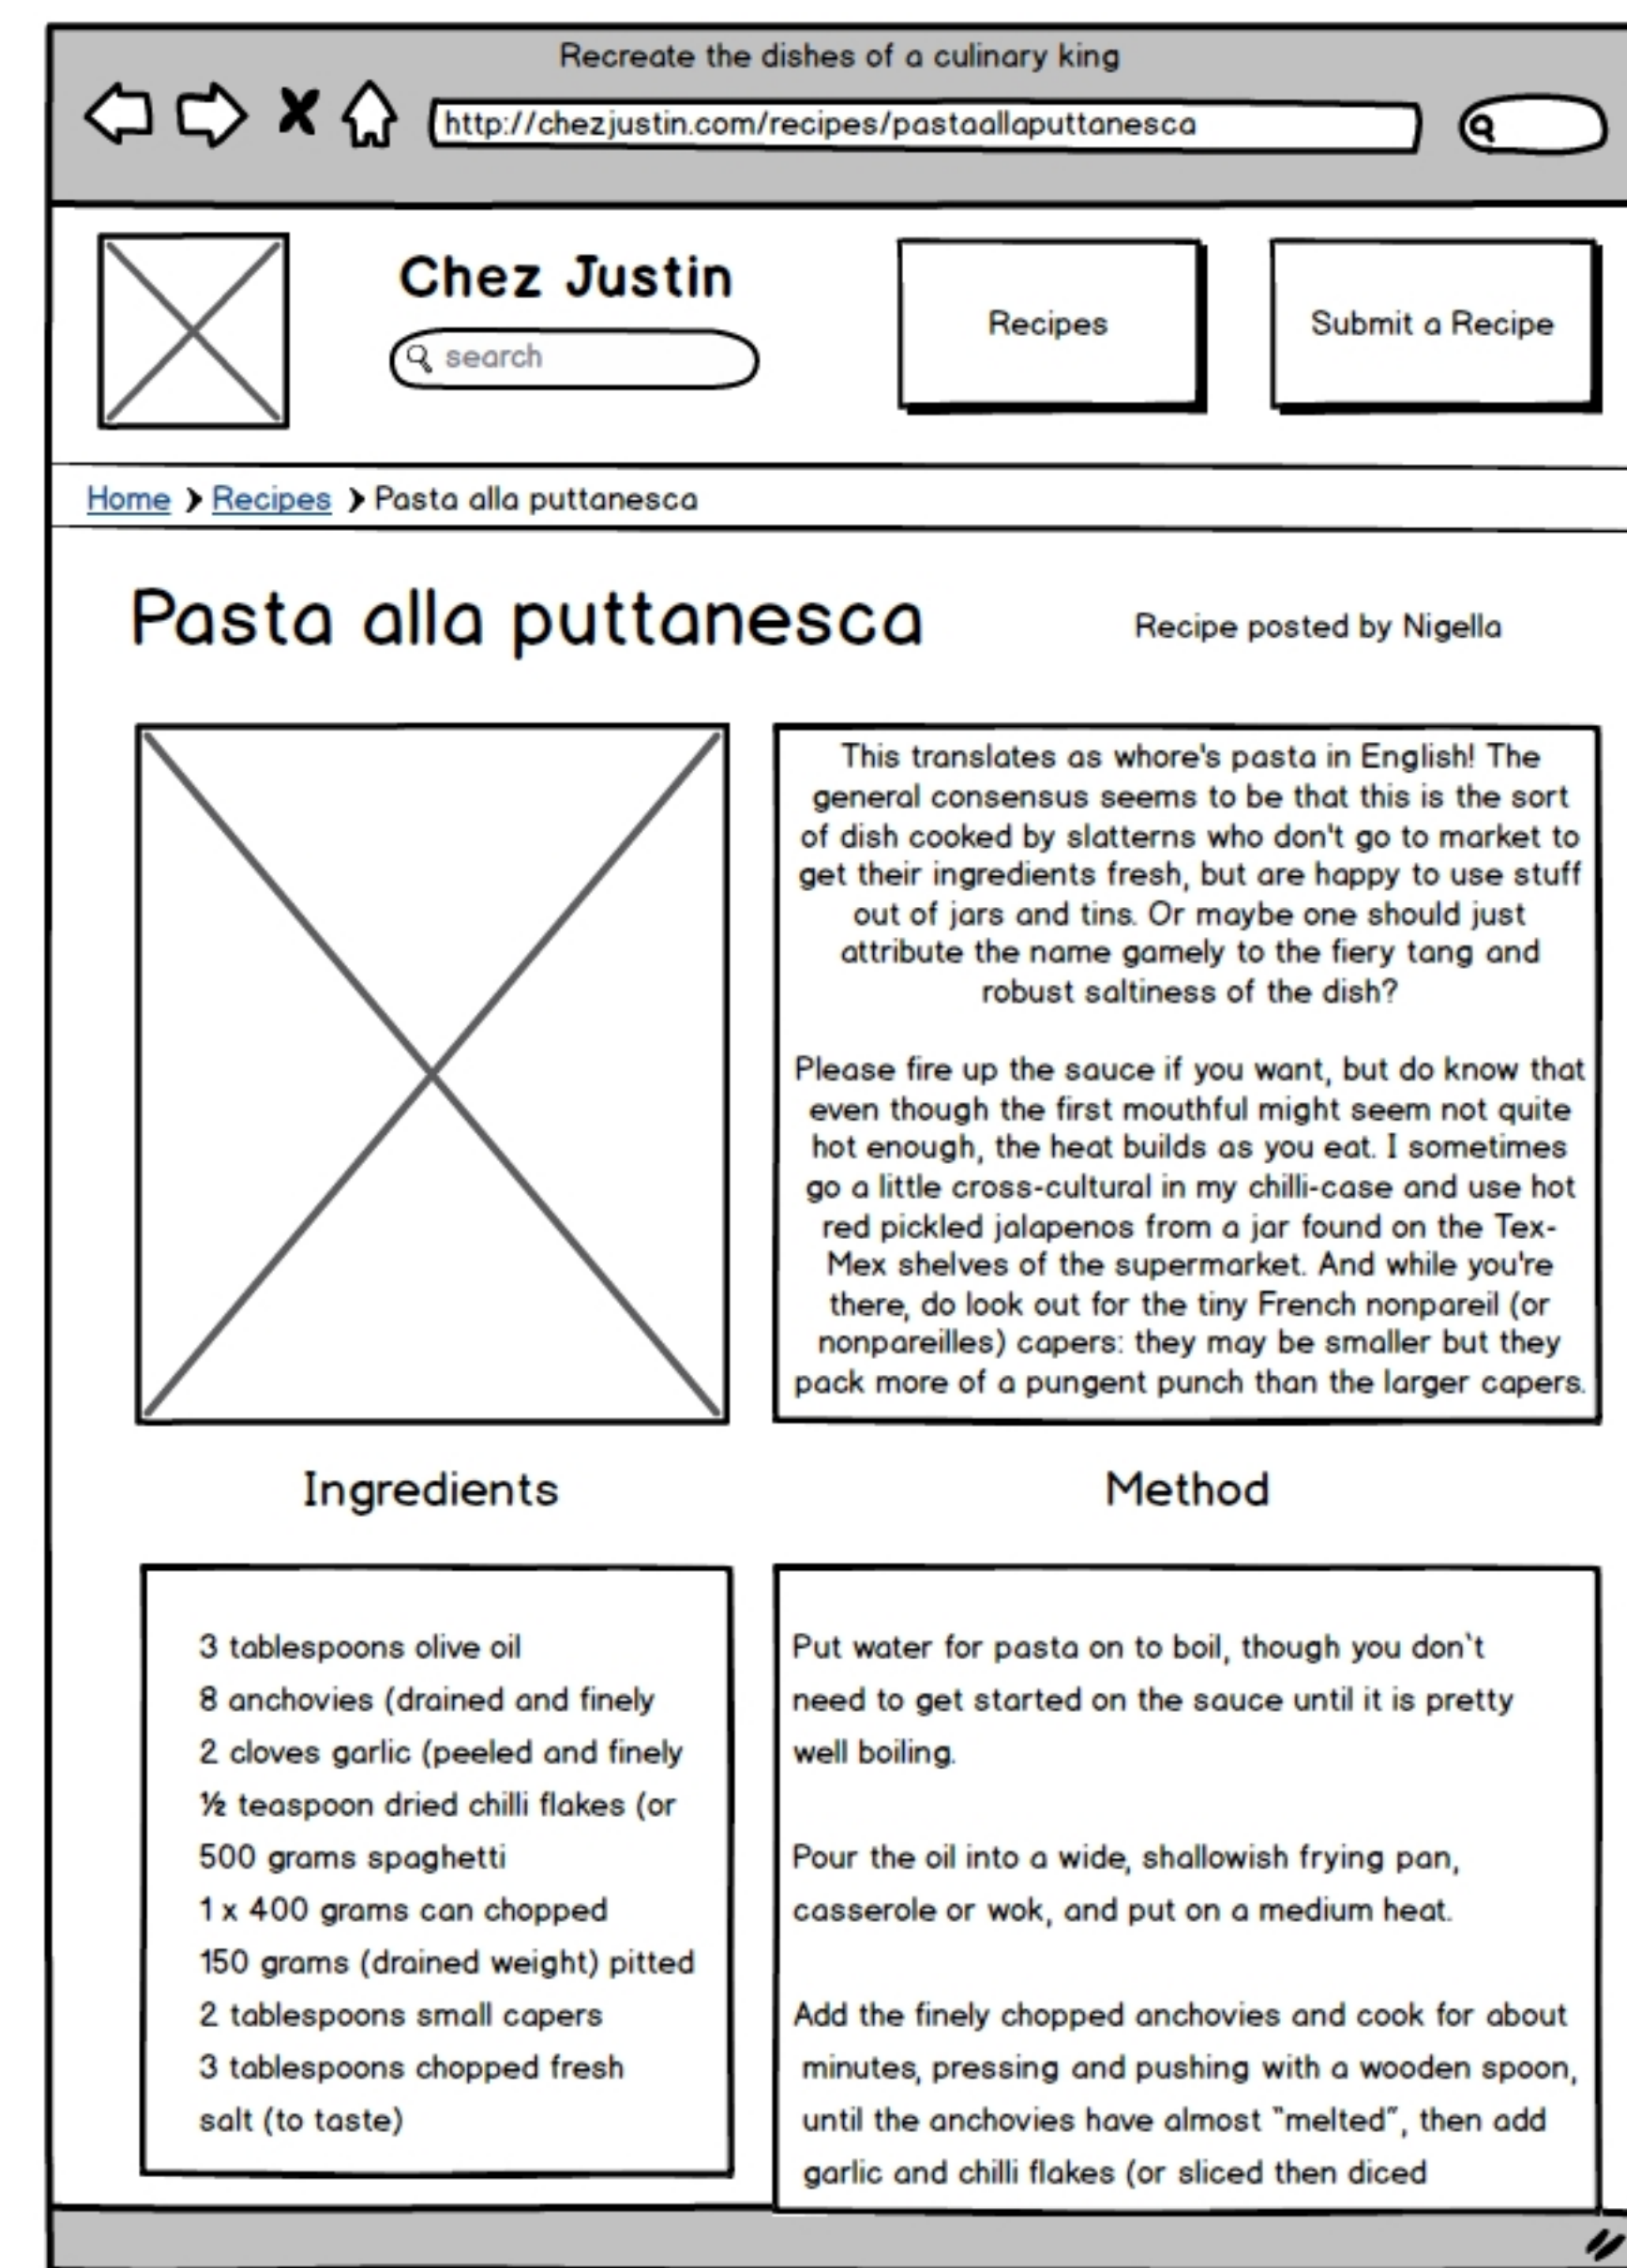 Recreate the dishes of a culinary king
http://chezjustin.com/recipes/pastaallaputtanesca
Chez Justin
search
Recipes
Submit a Recipe
Home > Recipes > Pasta alla puttanesca
Pasta alla puttanesca
Recipe posted by Nigella
This translates as whore's pasta in English! The
general consensus seems to be that this is the sort
of dish cooked by slatterns who don't go to market to
get their ingredients fresh, but are happy to use stuff
out of jars and tins. Or maybe one should just
attribute the name gamely to the fiery tang and
robust saltiness of the dish?
Please fire up the sauce if you want, but do know that
even though the first mouthful might seem not quite
hot enough, the heat builds as you eat. I sometimes
go a little cross-cultural in my chilli-case and use hot
red pickled jalapenos from a jar found on the Tex-
Mex shelves of the supermarket. And while you're
there, do look out for the tiny French nonpareil (or
nonpareilles) capers: they may be smaller but they
pack more of a pungent punch than the larger capers.
Ingredients
3 tablespoons olive oil
8 anchovies (drained and finely
2 cloves garlic (peeled and finely
½ teaspoon dried chilli flakes (or
500 grams spaghetti
1 x 400 grams can chopped
150 grams (drained weight) pitted
2 tablespoons small capers
3 tablespoons chopped fresh
salt (to taste)
Method
Put water for pasta on to boil, though you don`t
need to get started on the sauce until it is pretty
well boiling.
Pour the oil into a wide, shallowish frying pan,
casserole or wok, and put on a medium heat.
Add the finely chopped anchovies and cook for about
minutes, pressing and pushing with a wooden spoon,
until the anchovies have almost “melted”, then add
garlic and chilli flakes (or sliced then diced